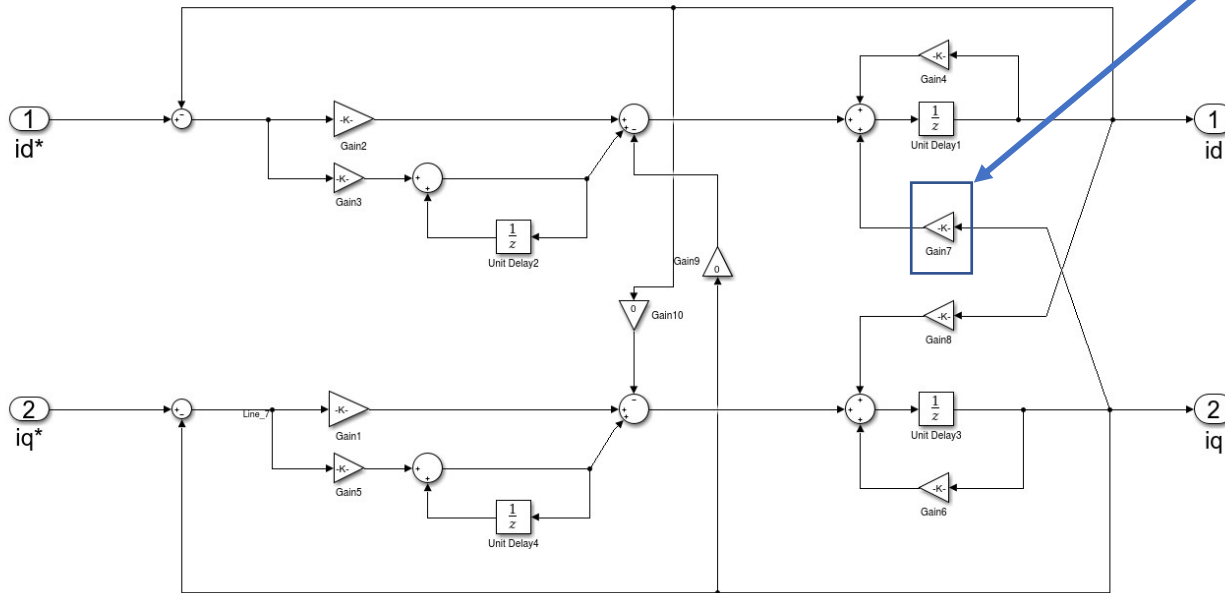 -K-
Gain4
1
id*
-K-
Gain2
1
z
Unit Delay1
1
id
-K-
Gain3
1
z
Unit Delay2
-K-
Gain7
Gain9
0
0
Gain10
-K-
Gain8
2
iq*
Line_7
-K-
Gain1
1
z
Unit Delay3
2
iq
-K-
Gain5
-K-
Gain6
1
z
Unit Delay4